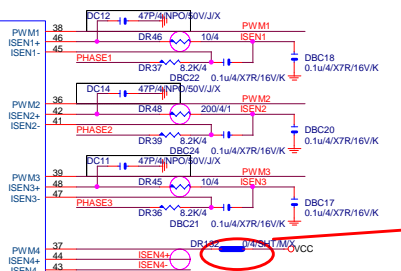 DC12 47P/4/NPO/50V/J/X
PWM1 38 PWM1
ISEN1+ 46 DR46 10/4 ISEN1
ISEN1- 45
PHASE1
DR37 8.2K/4
DBC22 0.1u/4/X7R/16V/K
DBC18
0.1u/4/X7R/16V/K
DC14 47P/4/NPO/50V/J/X
PWM2 36 PWM2
ISEN2+ 42 DR48 200/4/1 ISEN2
ISEN2- 41
PHASE2
DR39 8.2K/4
DBC24 0.1u/4/X7R/16V/K
DBC20
0.1u/4/X7R/16V/K
DC11 47P/4/NPO/50V/J/X
PWM3 39 PWM3
ISEN3+ 48 DR45 10/4 ISEN3
ISEN3- 47
PHASE3
DR36 8.2K/4
DBC21 0.1u/4/X7R/16V/K
DBC17
0.1u/4/X7R/16V/K
PWM4 37 DR132 0/4/SHT/M/X VCC
ISEN4+ 44 ISEN4+
ISEN4- 43 ISEN4-